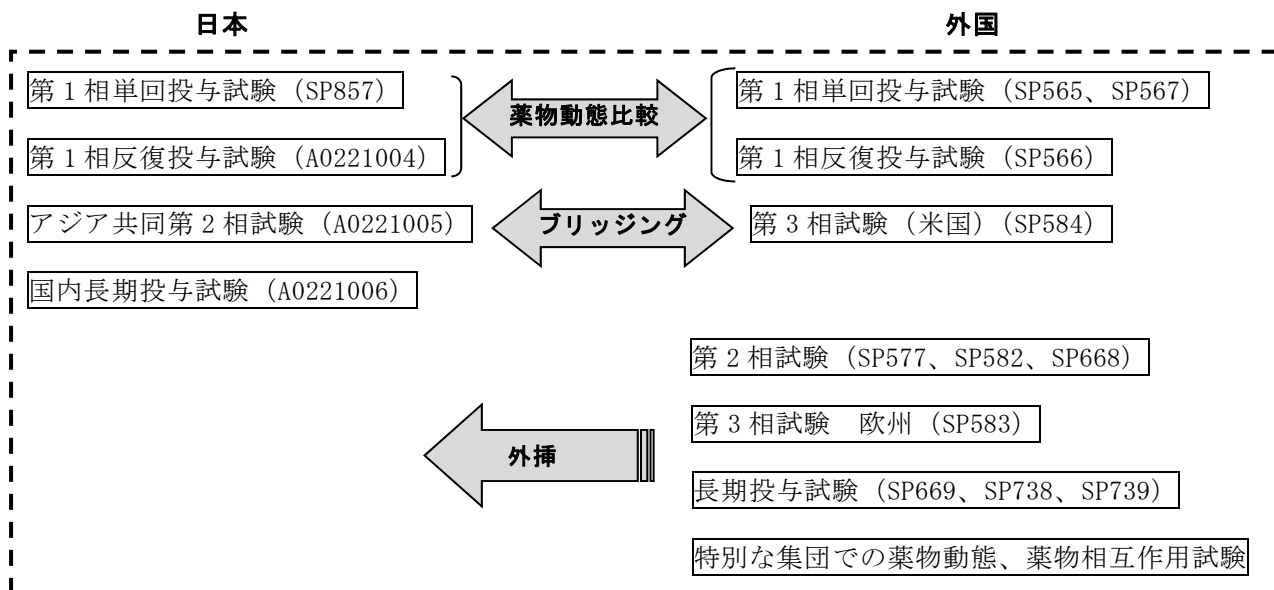 日本
外国
第1相単回投与試験（SP857）
薬物動態比較
第1相単回投与試験（SP565、SP567）
第1相反復投与試験（A0221004）
第1相反復投与試験（SP566）
アジア共同第2相試験（A0221005）
ブリッジング
第3相試験（米国）（SP584）
国内長期投与試験（A0221006）
第2相試験（SP577、SP582、SP668）
第3相試験　欧州（SP583）
外挿
長期投与試験（SP669、SP738、SP739）
特別な集団での薬物動態、薬物相互作用試験